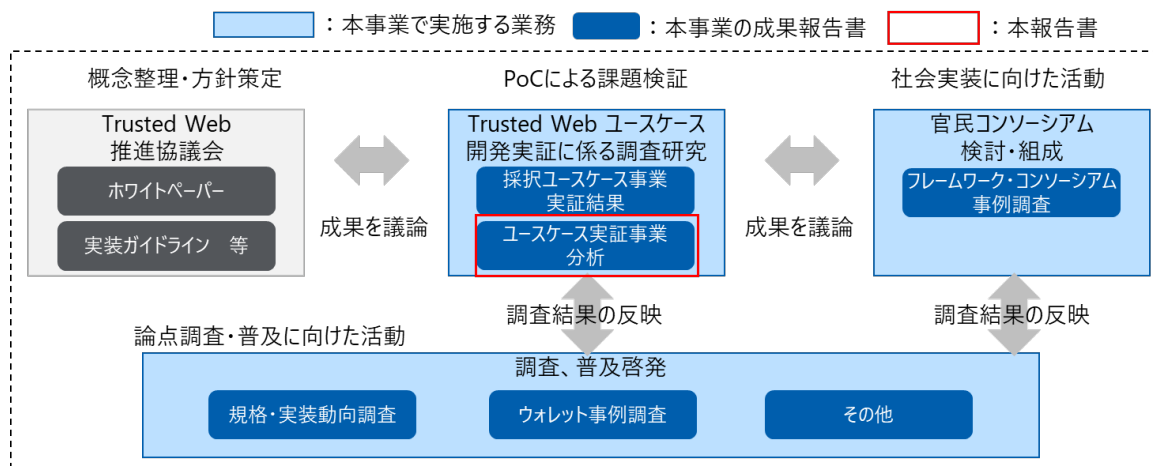 ：本事業で実施する業務
：本事業の成果報告書
：本報告書
概念整理・方針策定
PoCによる課題検証
社会実装に向けた活動
Trusted Web
推進協議会
ホワイトペーパー
実装ガイドライン　等
成果を議論
Trusted Web ユースケース
開発実証に係る調査研究
採択ユースケース事業
実証結果
ユースケース実証事業
分析
成果を議論
官民コンソーシアム
検討・組成
フレームワーク・コンソーシアム
事例調査
調査結果の反映
調査結果の反映
論点調査・普及に向けた活動
調査、普及啓発
規格・実装動向調査
ウォレット事例調査
その他